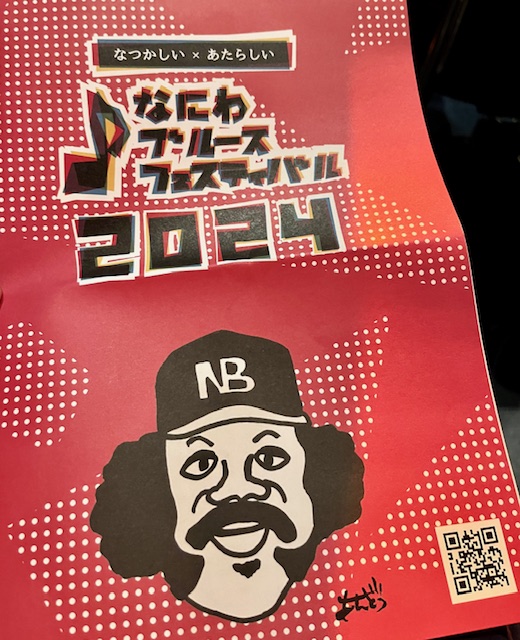 なつかしい × あたらしい
なにわ
ブルース
フェスティバル
2024
NB